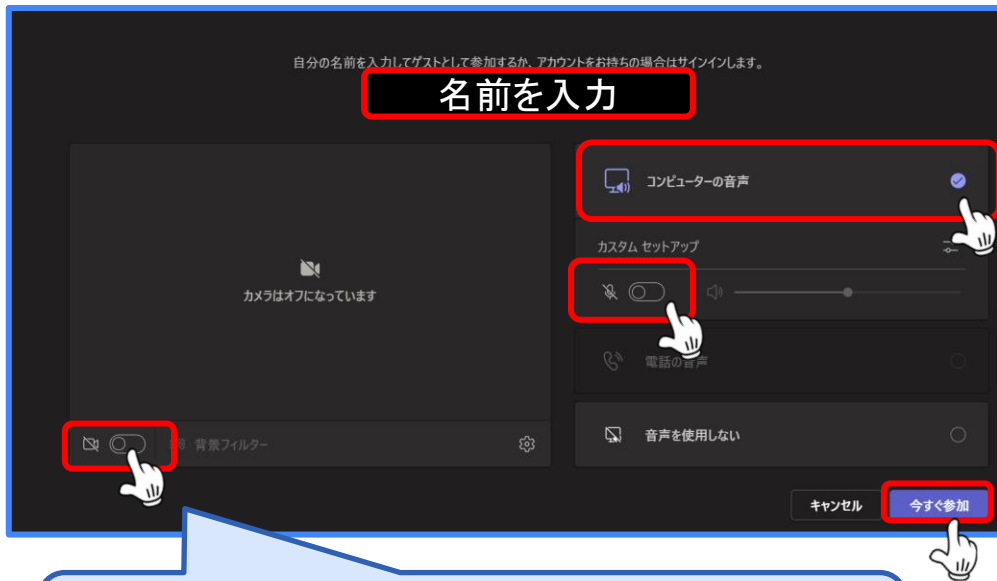 自分の名前を入力してゲストとして参加するか、アカウントをお持ちの場合はサインインします。
名前を入力
コンピューターの音声
カスタム セットアップ
カメラはオフになっています
電話の音声
背景フィルター
音声を使用しない
キャンセル
今すぐ参加